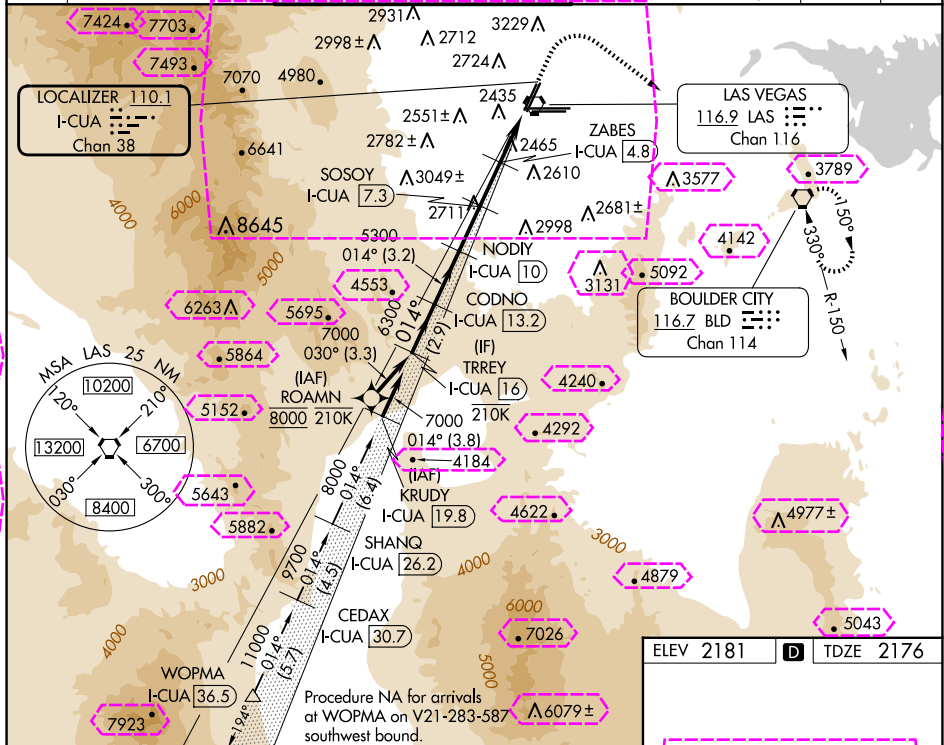 7424
7703
7493
7070
4980
2931
2998±
2712
2724
3229
LOCALIZER 110.1
I-CUA
Chan 38
6641
8645
2551±
2782±
3049±
2435
2465
2610
2711
2998
2681±
LAS VEGAS
116.9 LAS
Chan 116
ZABES
I-CUA 4.8
SOSOY
I-CUA 7.3
3577
3789
4142
5092
3131
150°
330°
R-150
BOULDER CITY
116.7 BLD
Chan 114
4000
6000
5000
5300
014° (3.2)
NODIY
I-CUA 10
CODNO
I-CUA 13.2
(IF)
TRREY
I-CUA 16
210K
4553
5695
6263
5864
5152
6300
014°
(2.9)
7000
030° (3.3)
(IAF)
ROAMN
8000 210K
7000
014° (3.8)
4184
(IAF)
KRUDY
I-CUA 19.8
4240
4292
4622
MSA LAS 25 NM
10200
120°
210°
13200
6700
030°
300°
8400
5643
5882
8000
014°
(6.4)
SHANQ
I-CUA 26.2
9700
014°
(4.5)
CEDAX
I-CUA 30.7
11000
014°
(5.7)
WOPMA
I-CUA 36.5
194°
3000
4000
7923
4000
3000
6000
5000
7026
6079±
4879
4977±
5043
Procedure NA for arrivals
at WOPMA on V21-283-587
southwest bound.
ELEV 2181 D TDZE 2176